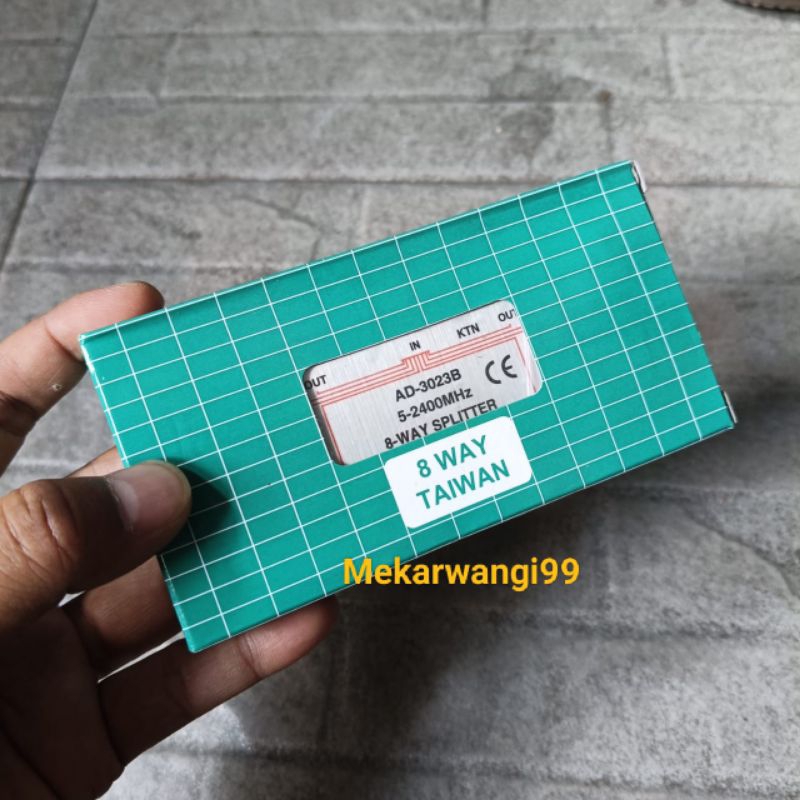 IN KTN OUT
OUT
AD-3023B
5-2400MHz CE
8-WAY SPLITTER
8 WAY
TAIWAN
Mekarwangi99